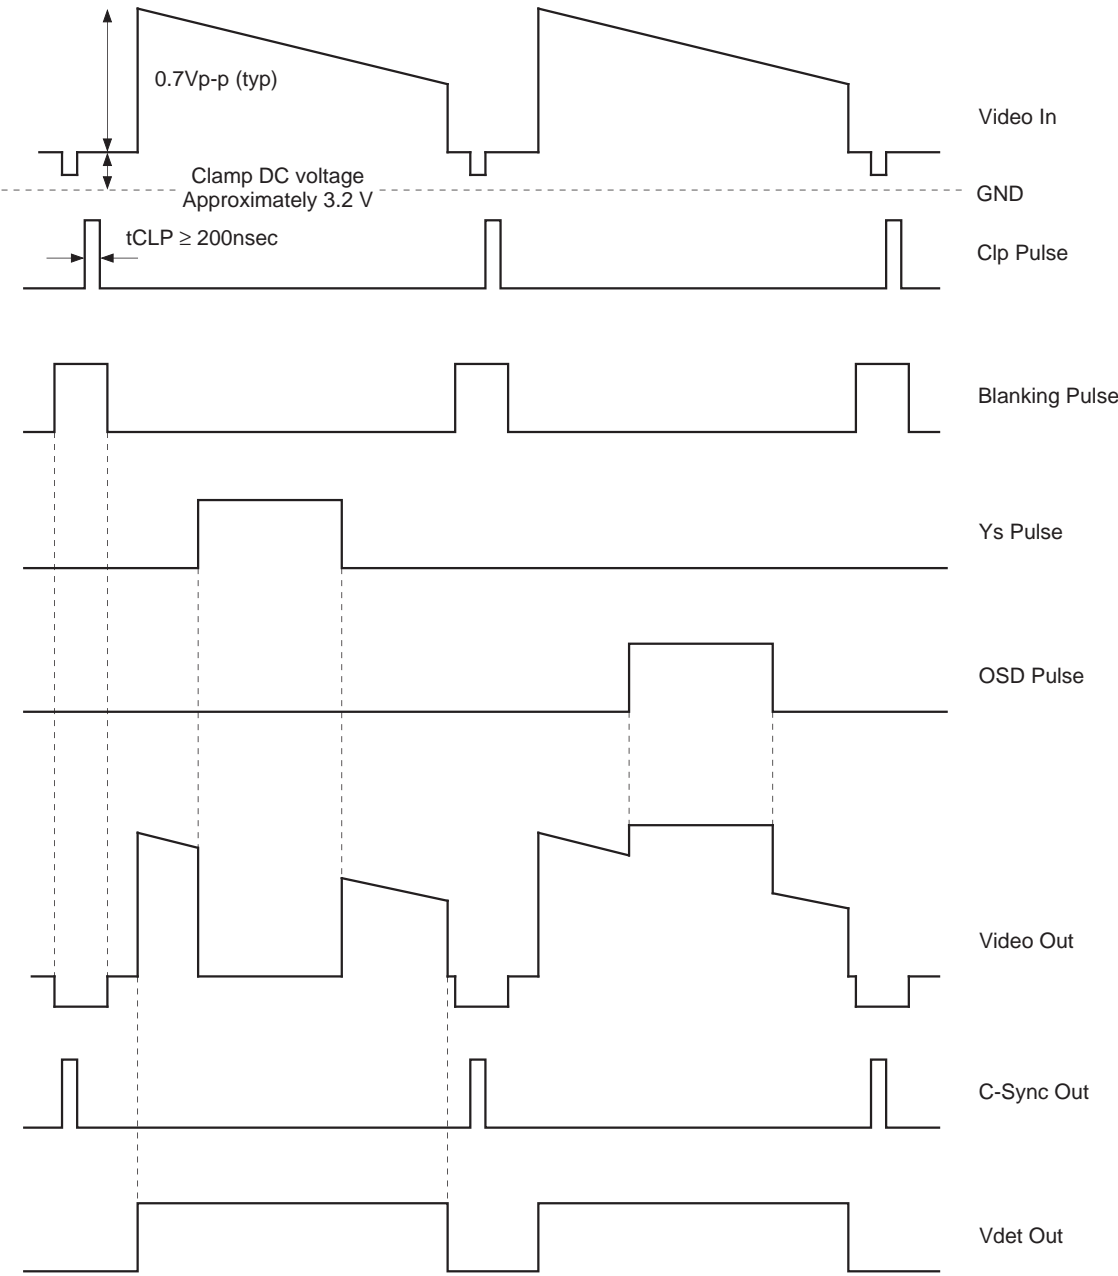 0.7Vp-p (typ)
Video In
Clamp DC voltage
Approximately 3.2 V
GND
tCLP ≥ 200nsec
Clp Pulse
Blanking Pulse
Ys Pulse
OSD Pulse
Video Out
C-Sync Out
Vdet Out